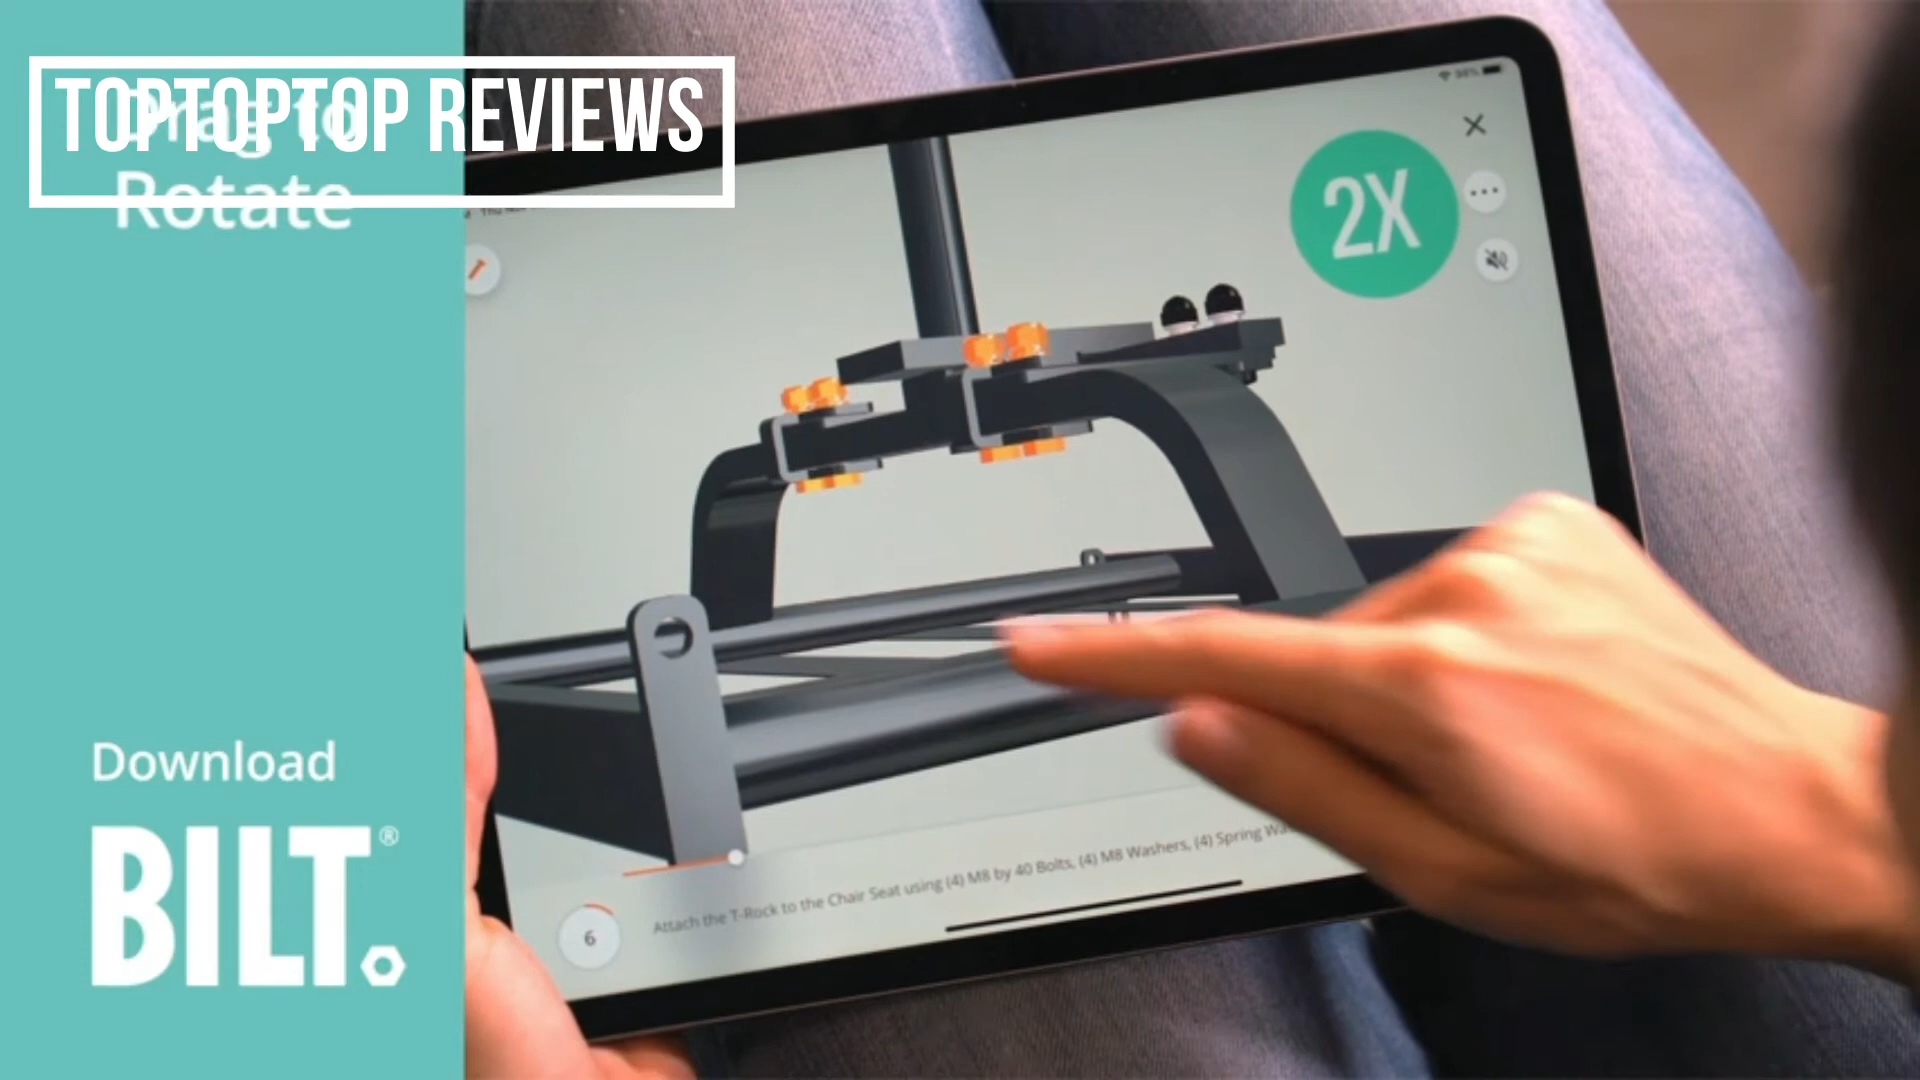 TOPTOPTOP REVIEWS
Drag to
Rotate
Download
BILT®
2X
Attach the T-Rock to the Chair Seat using (4) M8 by 40 Bolts, (4) M8 Washers, (4) Spring
6